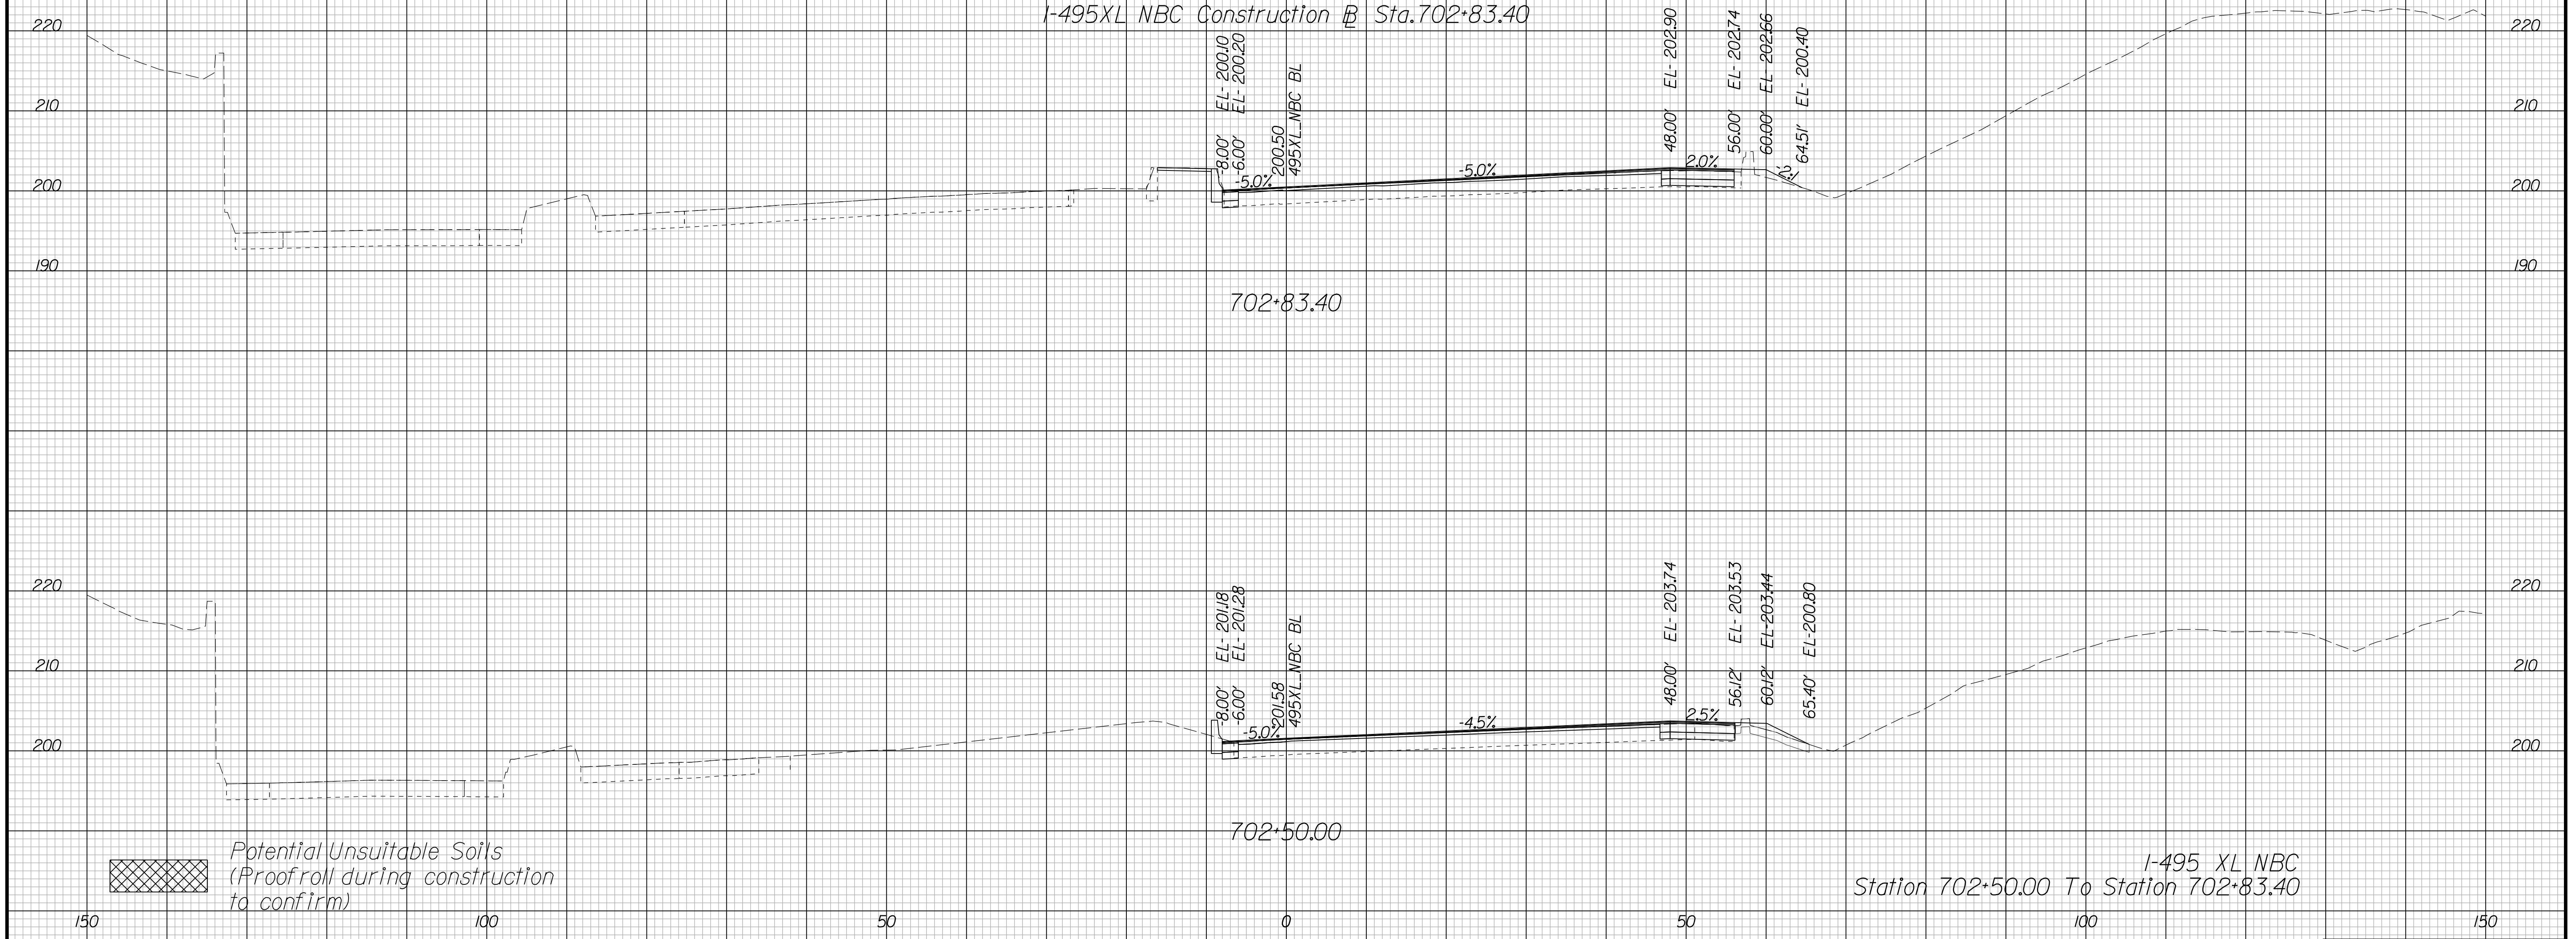 I-495XL NBC Construction BL Sta.702+83.40
220
210
200
190
-8.00' EL- 200.10
-6.00' EL- 200.20
200.50
495XL_NBC BL
48.00' EL- 202.90
56.00' EL- 202.74
60.00' EL- 202.66
64.51' EL- 200.40
-5.0%
-5.0%
2.0%
-2:1
220
210
200
190
702+83.40
220
210
200
-8.00' EL- 201.18
-6.00' EL- 201.28
201.58
495XL_NBC BL
48.00' EL- 203.74
56.12' EL- 203.53
60.12' EL-203.44
65.40' EL-200.80
-5.0%
-4.5%
2.5%
220
210
200
702+50.00
Potential Unsuitable Soils
(Proofroll during construction
to confirm)
I-495 XL NBC
Station 702+50.00 To Station 702+83.40
150 100 50 0 50 100 150